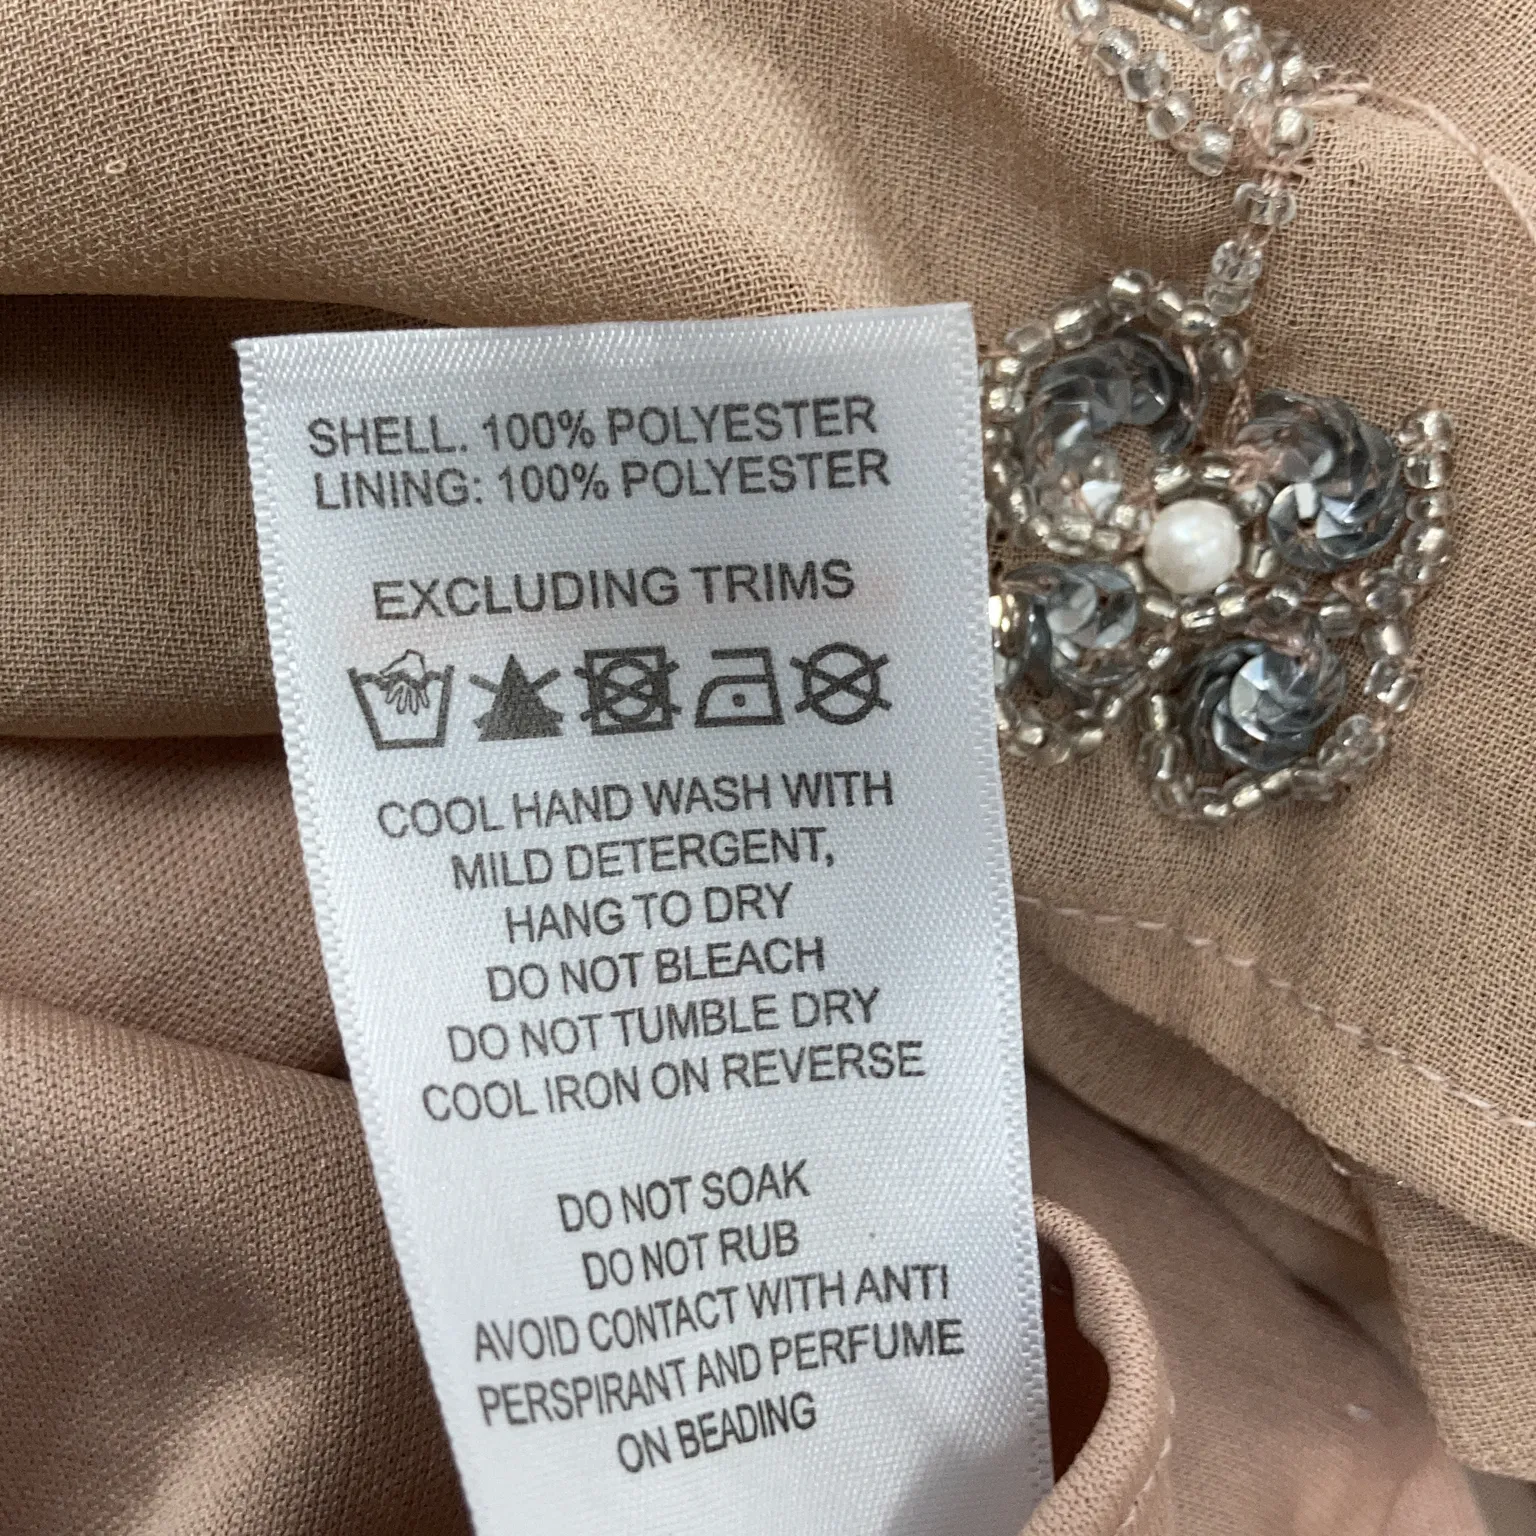 SHELL. 100% POLYESTER
LINING: 100% POLYESTER
EXCLUDING TRIMS
COOL HAND WASH WITH
MILD DETERGENT,
HANG TO DRY
DO NOT BLEACH
DO NOT TUMBLE DRY
COOL IRON ON REVERSE
DO NOT SOAK
DO NOT RUB
AVOID CONTACT WITH ANTI
PERSPIRANT AND PERFUME
ON BEADING